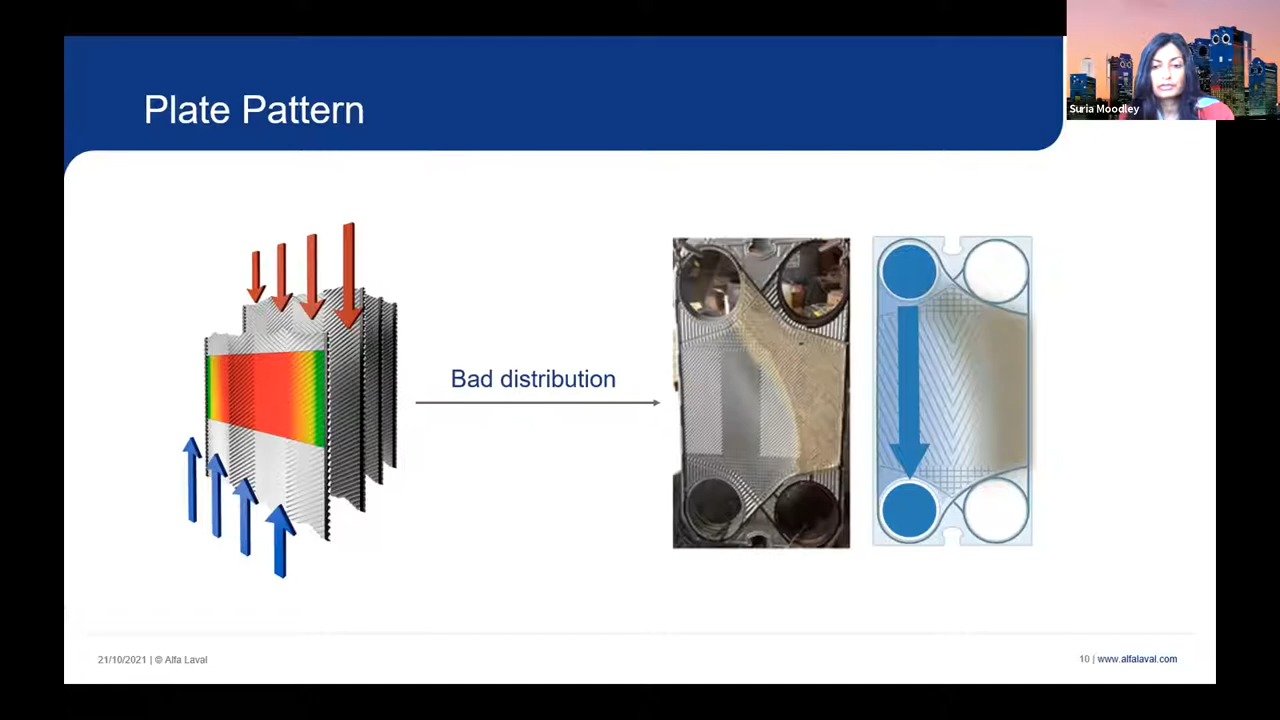 Plate Pattern
Suria Moodley
Bad distribution
21/10/2021 | © Alfa Laval
10 | www.alfalaval.com